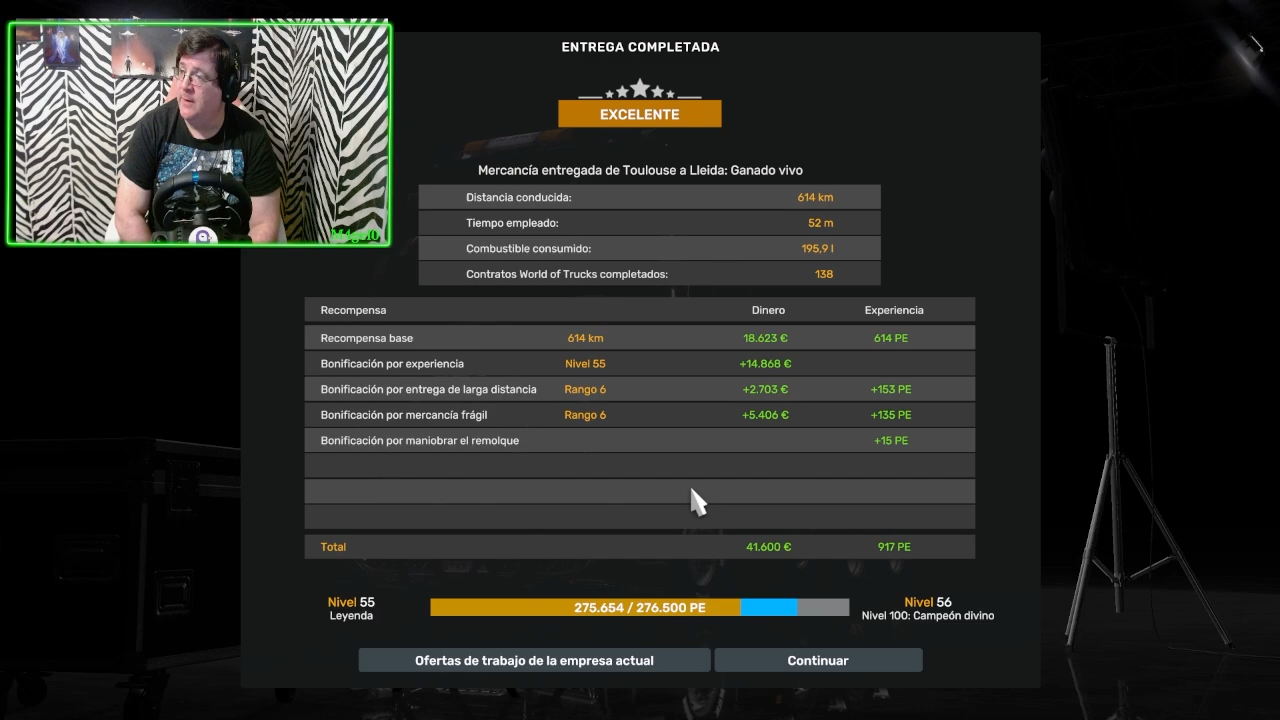 ENTREGA COMPLETADA
EXCELENTE
Mercancía entregada de Toulouse a Lleida: Ganado vivo
Distancia conducida: 614 km
Tiempo empleado: 52 m
Combustible consumido: 195,9 l
Contratos World of Trucks completados: 138
Recompensa Dinero Experiencia
Recompensa base 614 km 18.623 € 614 PE
Bonificación por experiencia Nivel 55 +14.868 €
Bonificación por entrega de larga distancia Rango 6 +2.703 € +153 PE
Bonificación por mercancía frágil Rango 6 +5.406 € +135 PE
Bonificación por maniobrar el remolque +15 PE
Total 41.600 € 917 PE
Nivel 55
Leyenda
275.654 / 276.500 PE
Nivel 56
Nivel 100: Campeón divino
Ofertas de trabajo de la empresa actual
Continuar